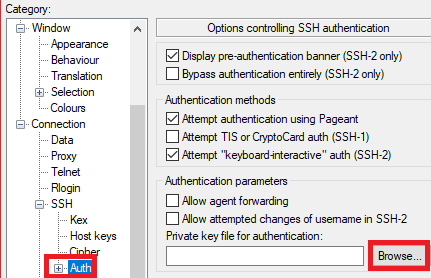 Category:
Window
Appearance
Behaviour
Translation
Selection
Colours
Connection
Data
Proxy
Telnet
Rlogin
SSH
Kex
Host keys
Cipher
Auth
Options controlling SSH authentication
Display pre-authentication banner (SSH-2 only)
Bypass authentication entirely (SSH-2 only)
Authentication methods
Attempt authentication using Pageant
Attempt TIS or CryptoCard auth (SSH-1)
Attempt "keyboard-interactive" auth (SSH-2)
Authentication parameters
Allow agent forwarding
Allow attempted changes of username in SSH-2
Private key file for authentication:
Browse...